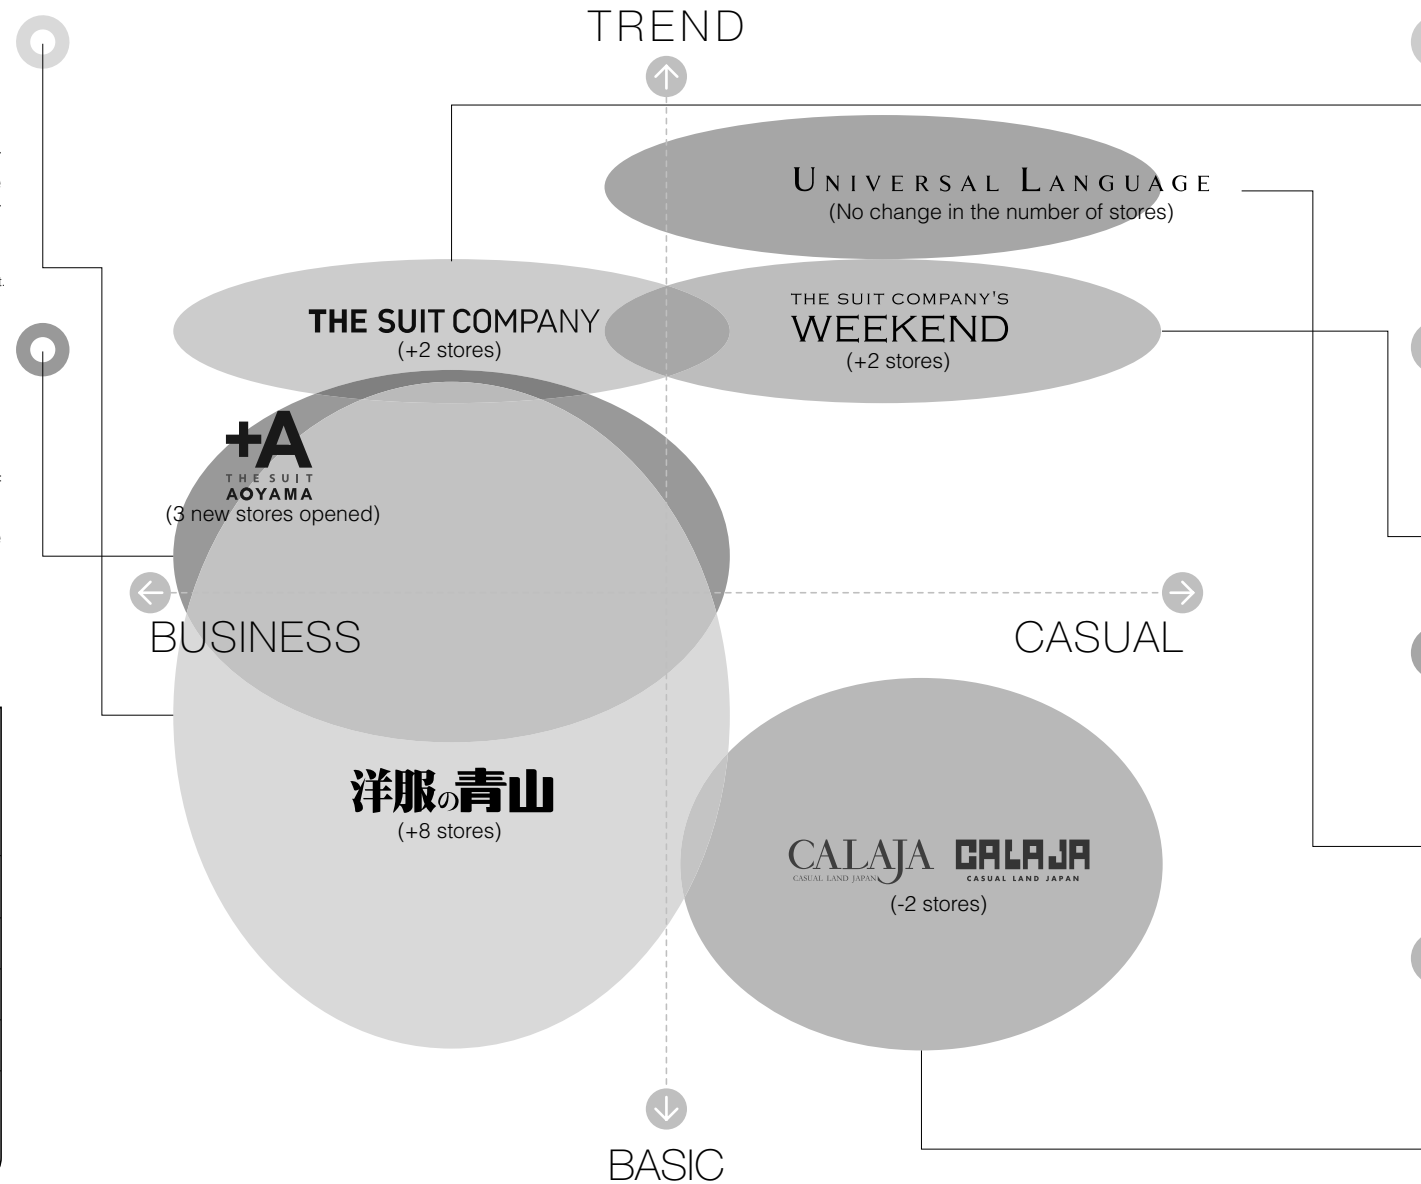 TREND
UNIVERSAL LANGUAGE
(No change in the number of stores)
THE SUIT COMPANY
(+2 stores)
THE SUIT COMPANY'S
WEEKEND
(+2 stores)
+A
THE SUIT
AOYAMA
(3 new stores opened)
BUSINESS
CASUAL
洋服の青山
(+8 stores)
CALAJA CALAJA
CASUAL LAND JAPAN CASUAL LAND JAPAN
(-2 stores)
BASIC